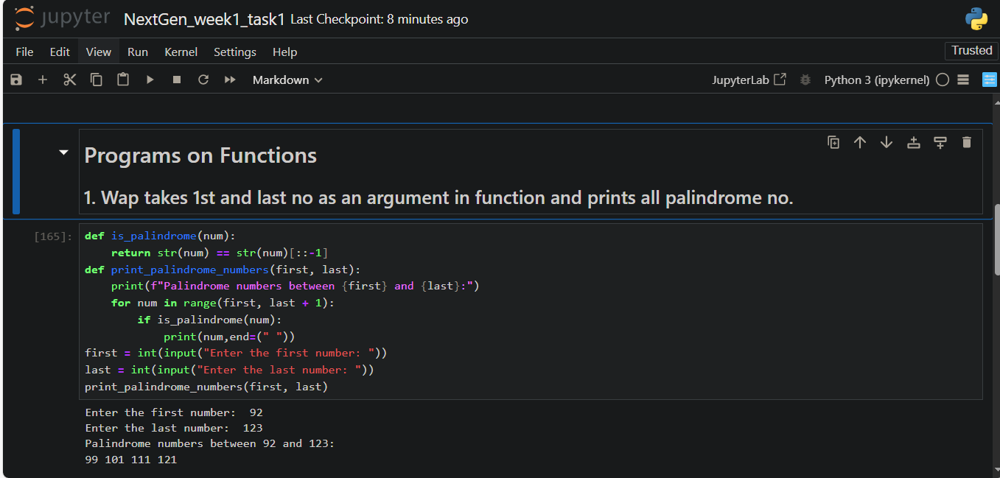 jupyter NextGen_week1_task1 Last Checkpoint: 8 minutes ago
File Edit View Run Kernel Settings Help Trusted
Markdown JupyterLab Python 3 (ipykernel)
Programs on Functions
1. Wap takes 1st and last no as an argument in function and prints all palindrome no.
[165]:
def is_palindrome(num):
    return str(num) == str(num)[::-1]
def print_palindrome_numbers(first, last):
    print(f"Palindrome numbers between {first} and {last}:")
    for num in range(first, last + 1):
        if is_palindrome(num):
            print(num,end=(" "))
first = int(input("Enter the first number: "))
last = int(input("Enter the last number: "))
print_palindrome_numbers(first, last)
Enter the first number:  92
Enter the last number:  123
Palindrome numbers between 92 and 123:
99 101 111 121